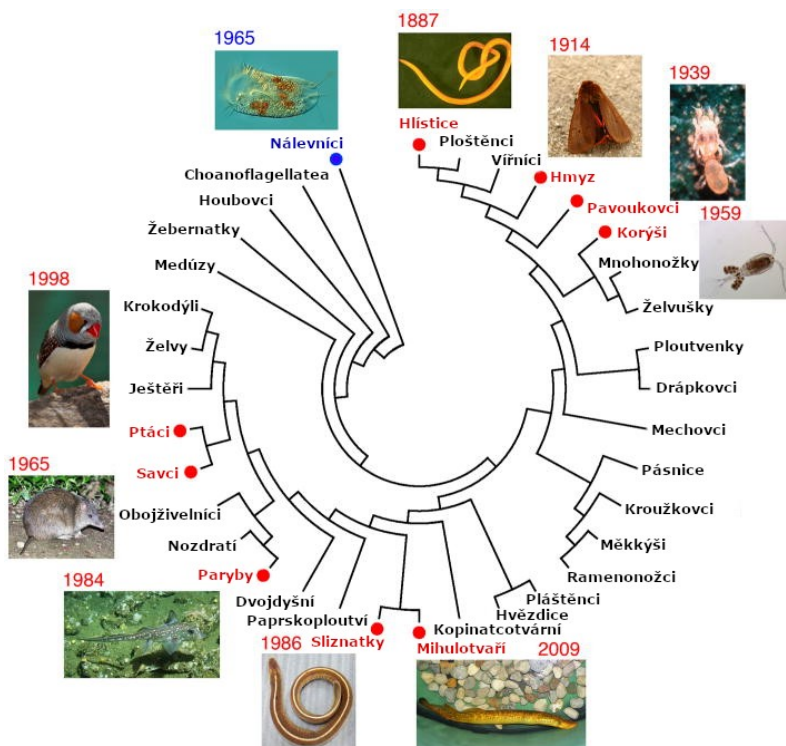 1887
1965
1914
1939
Hlístice
Ploštěnci
Nálevníci
Vířníci
Choanoflagellatea
Hmyz
Houbovci
Pavoukovci
1959
Žebernatky
Korýši
Medúzy
Mnohonožky
1998
Krokodýli
Želvušky
Želvy
Ploutvenky
Ještěři
Drápkovci
Ptáci
Mechovci
1965
Savci
Pásnice
Obojživelníci
Kroužkovci
Nozdratí
Měkkýši
Paryby
Ramenonožci
1984
Dvojdyšní
Pláštěnci
Paprskoploutví
Hvězdice
Sliznatky
Kopinatcotvární
1986
Mihulotvaří
2009